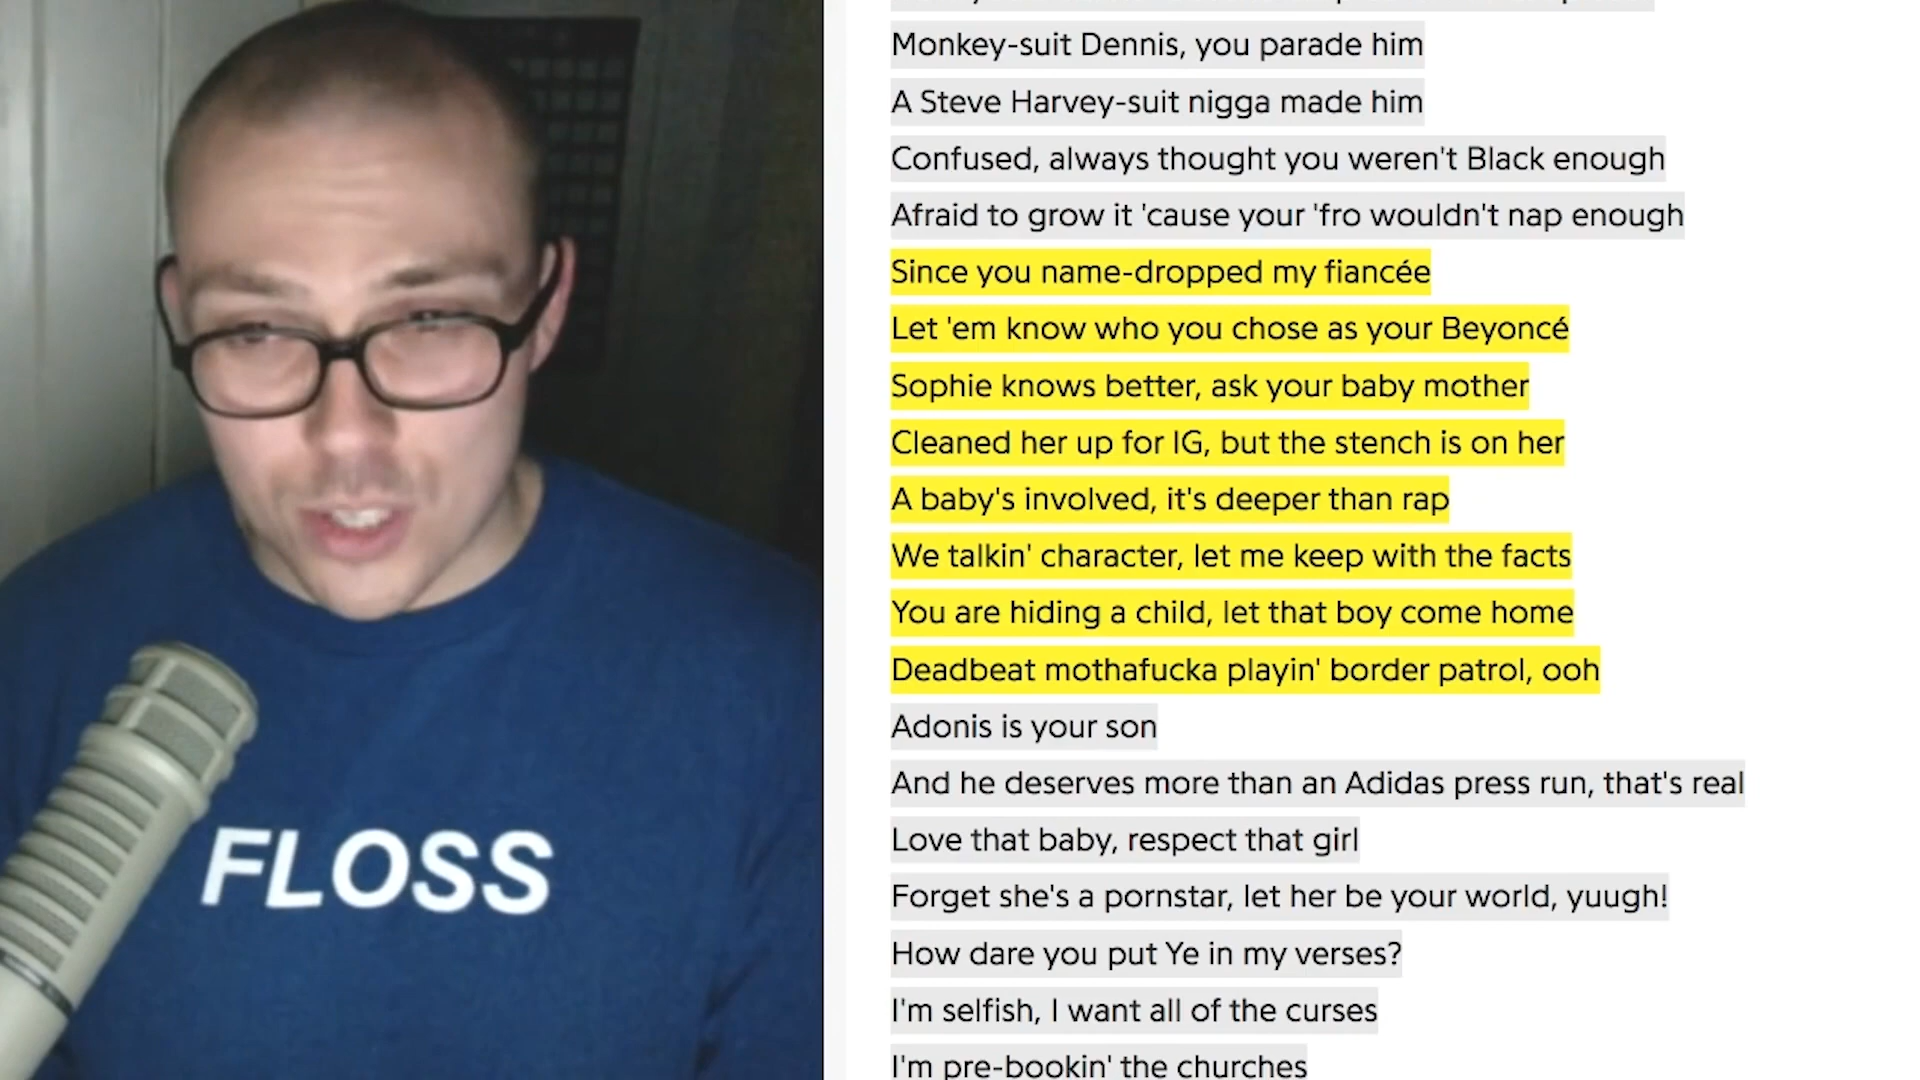 Monkey-suit Dennis, you parade him
A Steve Harvey-suit nigga made him
Confused, always thought you weren't Black enough
Afraid to grow it 'cause your 'fro wouldn't nap enough
Since you name-dropped my fiancée
Let 'em know who you chose as your Beyoncé
Sophie knows better, ask your baby mother
Cleaned her up for IG, but the stench is on her
A baby's involved, it's deeper than rap
We talkin' character, let me keep with the facts
You are hiding a child, let that boy come home
Deadbeat mothafucka playin' border patrol, ooh
Adonis is your son
And he deserves more than an Adidas press run, that's real
Love that baby, respect that girl
Forget she's a pornstar, let her be your world, yuugh!
How dare you put Ye in my verses?
I'm selfish, I want all of the curses
I'm pre-bookin' the churches
FLOSS